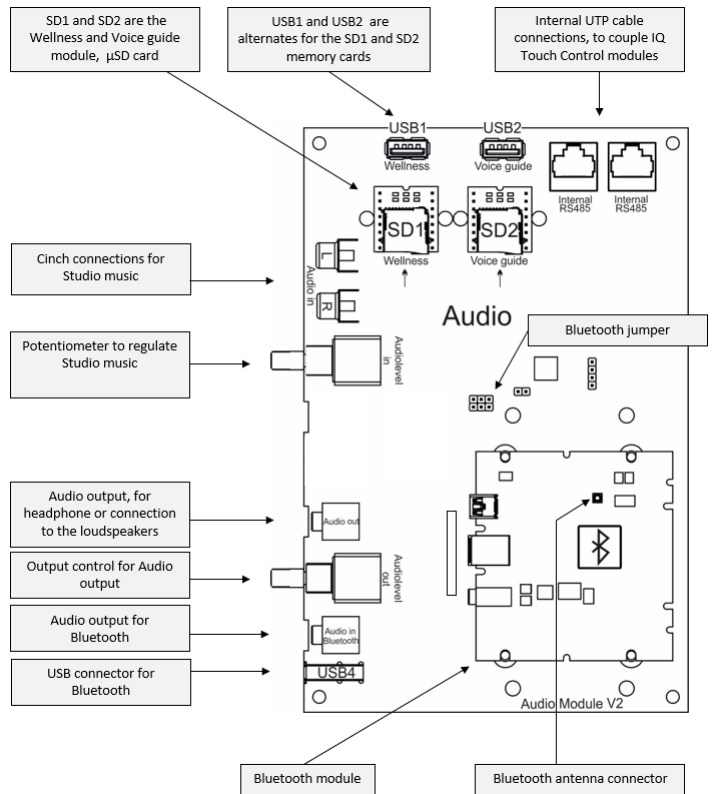 SD1 and SD2 are the
Wellness and Voice guide
module, µSD card
USB1 and USB2 are
alternates for the SD1 and SD2
memory cards
Internal UTP cable
connections, to couple IQ
Touch Control modules
USB1
USB2
Wellness
Voice guide
Internal
RS485
Internal
RS485
SD1
SD2
Wellness
Voice guide
Cinch connections for
Studio music
L
R
Audio in
Audio
Potentiometer to regulate
Studio music
Audiolevel
in
Bluetooth jumper
Audio output, for
headphone or connection
to the loudspeakers
Audio out
Output control for Audio
output
Audiolevel
out
Audio output for
Bluetooth
Audio in
Bluetooth
USB connector for
Bluetooth
USB4
Audio Module V2
Bluetooth module
Bluetooth antenna connector